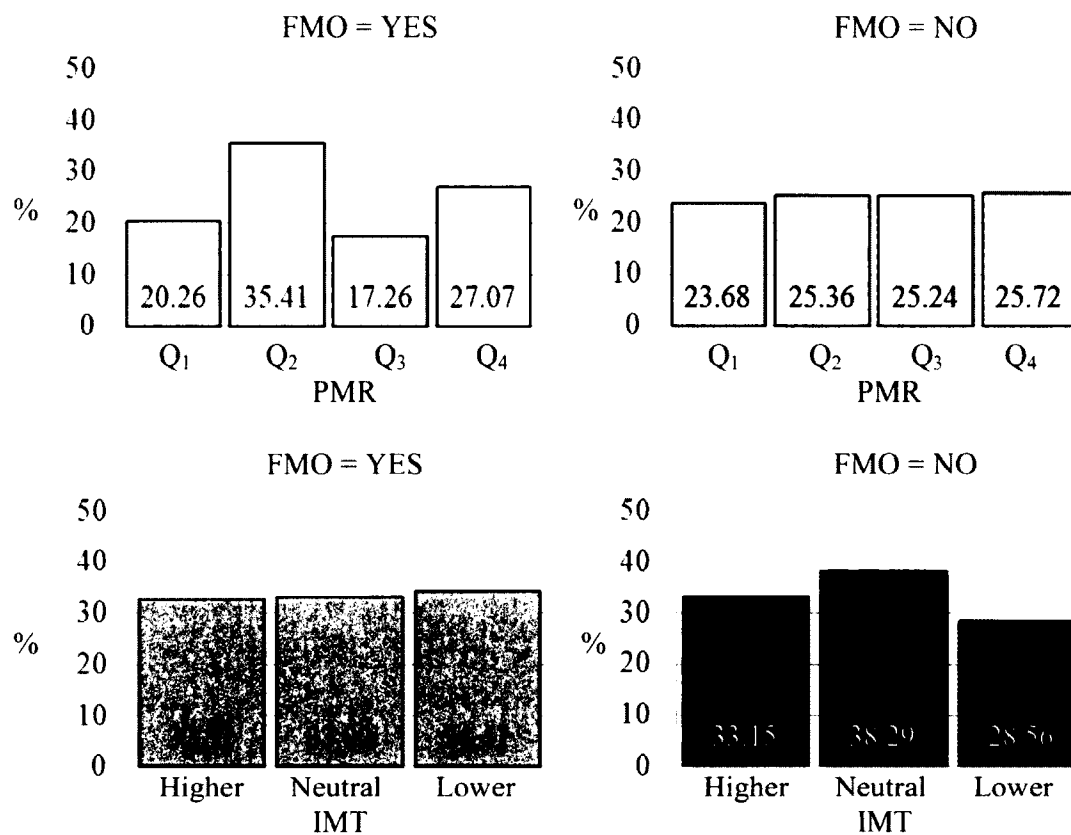 FMO = YES
50
40
30
%
20
10
0
20.26 35.41 17.26 27.07
Q1 Q2 Q3 Q4
PMR
FMO = NO
50
40
30
%
20
10
0
23.68 25.36 25.24 25.72
Q1 Q2 Q3 Q4
PMR
FMO = YES
50
40
30
%
20
10
0
Higher Neutral Lower
IMT
FMO = NO
50
40
30
%
20
10
0
33.15 38.29 28.56
Higher Neutral Lower
IMT